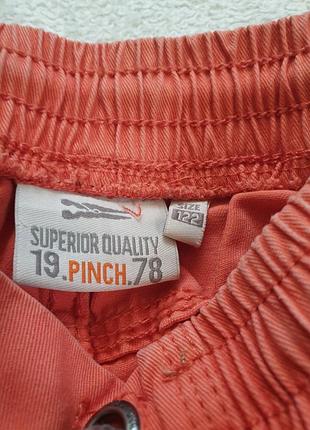 SUPERIOR QUALITY
19.PINCH.78
SIZE
122